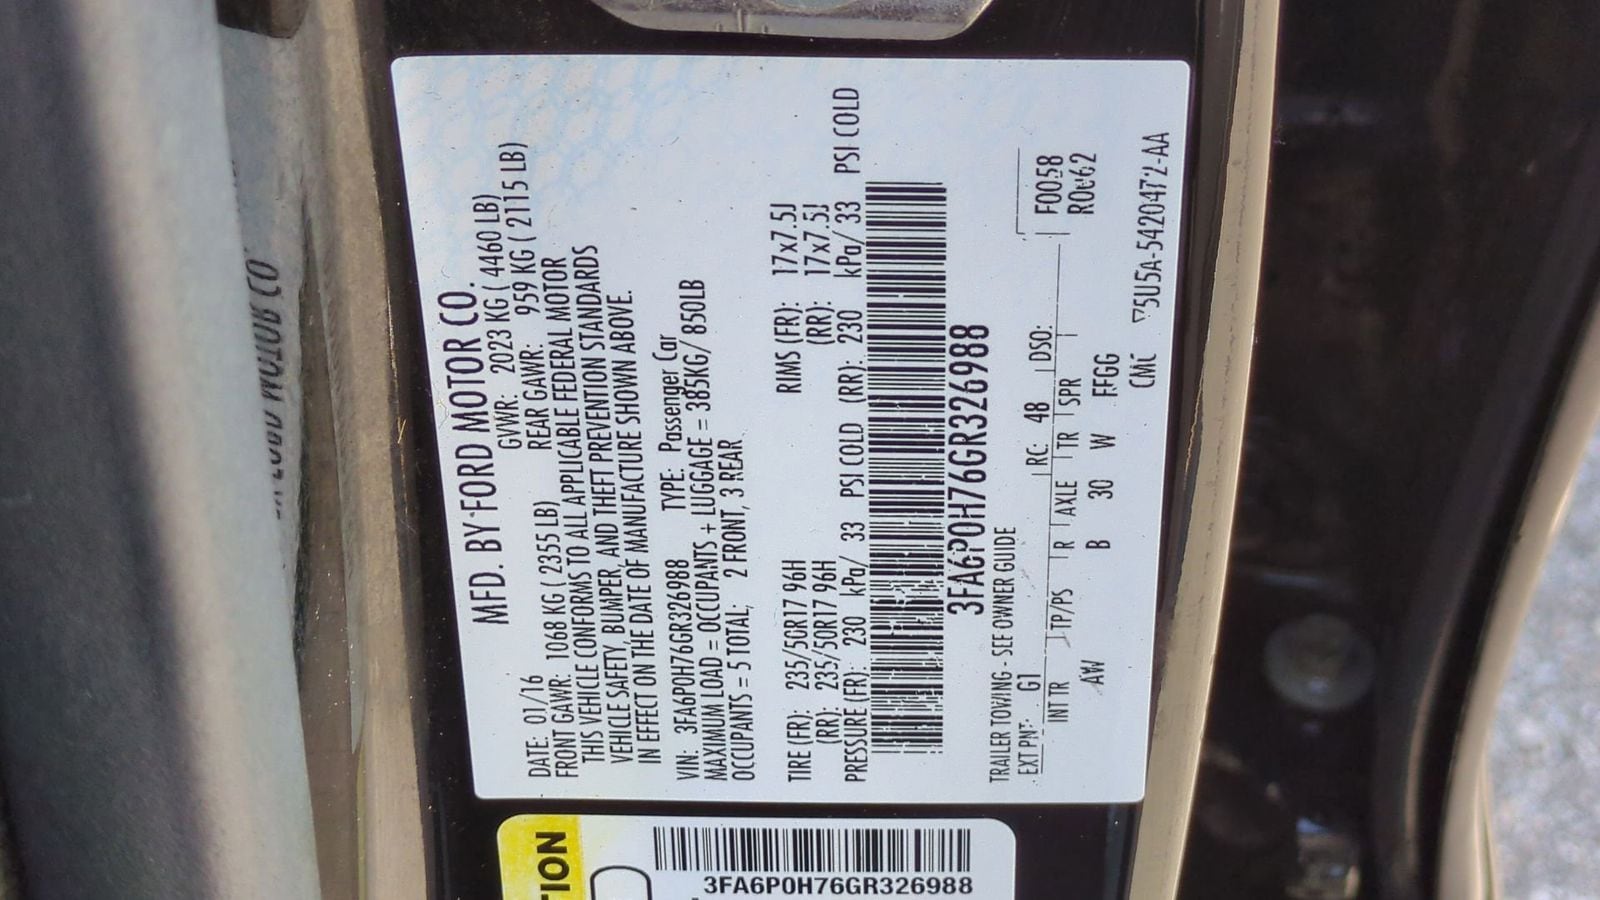 MFD. BY FORD MOTOR CO.
DATE: 01/16 GVWR: 2023 KG ( 4460 LB)
FRONT GAWR: 1068 KG ( 2355 LB) REAR GAWR: 959 KG ( 2115 LB)
THIS VEHICLE CONFORMS TO ALL APPLICABLE FEDERAL MOTOR
VEHICLE SAFETY, BUMPER, AND THEFT PREVENTION STANDARDS
IN EFFECT ON THE DATE OF MANUFACTURE SHOWN ABOVE.
VIN: 3FA6P0H76GR326988 TYPE: Passenger Car
MAXIMUM LOAD = OCCUPANTS + LUGGAGE = 385KG/ 850LB
OCCUPANTS = 5 TOTAL; 2 FRONT, 3 REAR
TIRE (FR): 235/50R17 96H RIMS (FR): 17x7.5J
(RR): 235/50R17 96H (RR): 17x7.5J
PRESSURE (FR): 230 kPa/ 33 PSI COLD (RR): 230 kPa/ 33 PSI COLD
3FA6P0H76GR326988
TRAILER TOWING - SEE OWNER GUIDE
EXT PNT: G1 RC: 48 DSO: F0058
INT TR TP/PS R AXLE TR SPR R0062
AW B 30 W FFGG
5U5A-5420472-AA
TION
3FA6P0H76GR326988
MOTOR CO